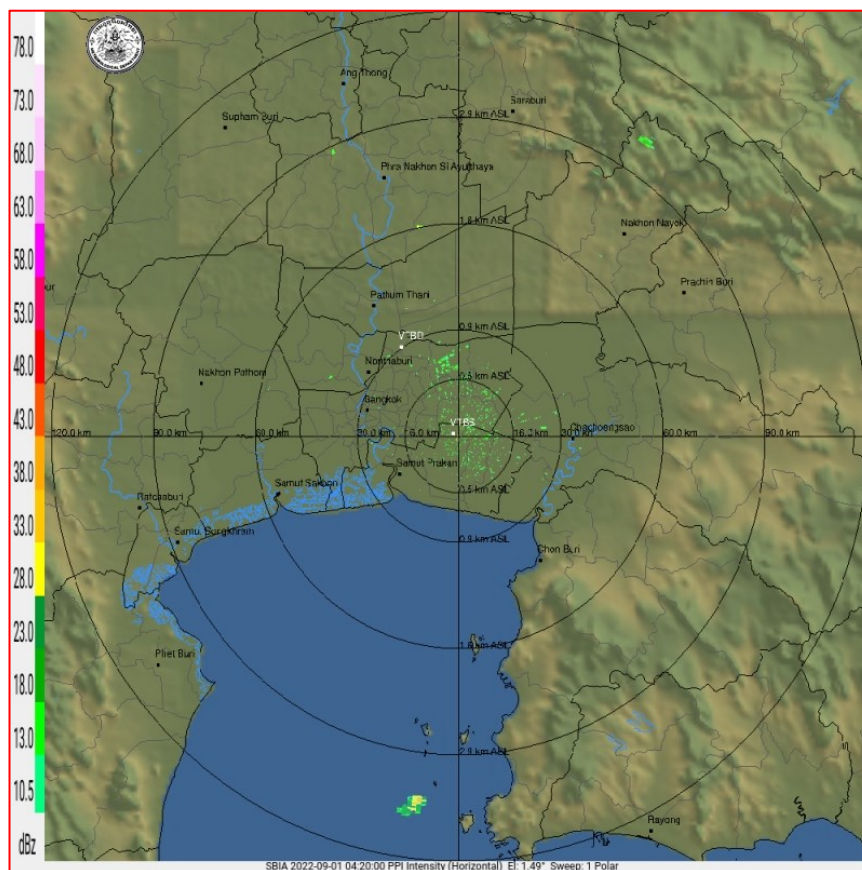 78.0
73.0
68.0
63.0
58.0
53.0
48.0
43.0
38.0
33.0
28.0
23.0
18.0
13.0
10.5
dBz
Ang Thong
Saraburi
2.9 km ASL
Supham Buri
Phra Nakhon Si Ayutthaya
1.8 km ASL
Nakhon Nayok
Prachin Buri
Pathum Thani
0.9 km ASL
VTBD
Nonthaburi
Nakhon Pathom
0.5 km ASL
Bangkok
VTBS
120.0 km
90.0 km
60.0 km
30.0 km
16.0 km
30.0 km
60.0 km
90.0 km
Chachoengsao
Samut Prakan
Samut Sakhon
0.5 km ASL
Ratchaburi
Samut Songkhram
0.9 km ASL
Chon Buri
1.8 km ASL
Phet Buri
2.9 km ASL
Rayong
SBIA 2022-09-01 04:20:00 PPI Intensity (Horizontal) El: 1.49° Sweep: 1 Polar